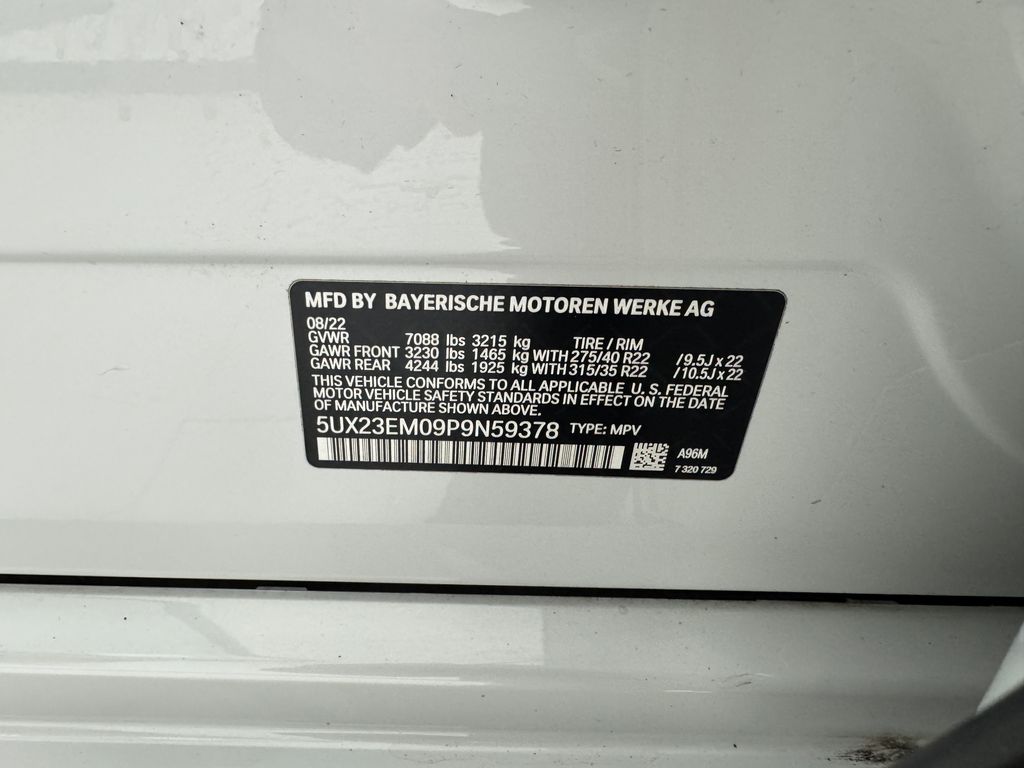 MFD BY BAYERISCHE MOTOREN WERKE AG
08/22
GVWR 7088 lbs 3215 kg TIRE / RIM
GAWR FRONT 3230 lbs 1465 kg WITH 275/40 R22 /9.5J x 22
GAWR REAR 4244 lbs 1925 kg WITH 315/35 R22 /10.5J x 22
THIS VEHICLE CONFORMS TO ALL APPLICABLE U. S. FEDERAL
MOTOR VEHICLE SAFETY STANDARDS IN EFFECT ON THE DATE
OF MANUFACTURE SHOWN ABOVE.
5UX23EM09P9N59378 TYPE: MPV
A96M
7 320 729